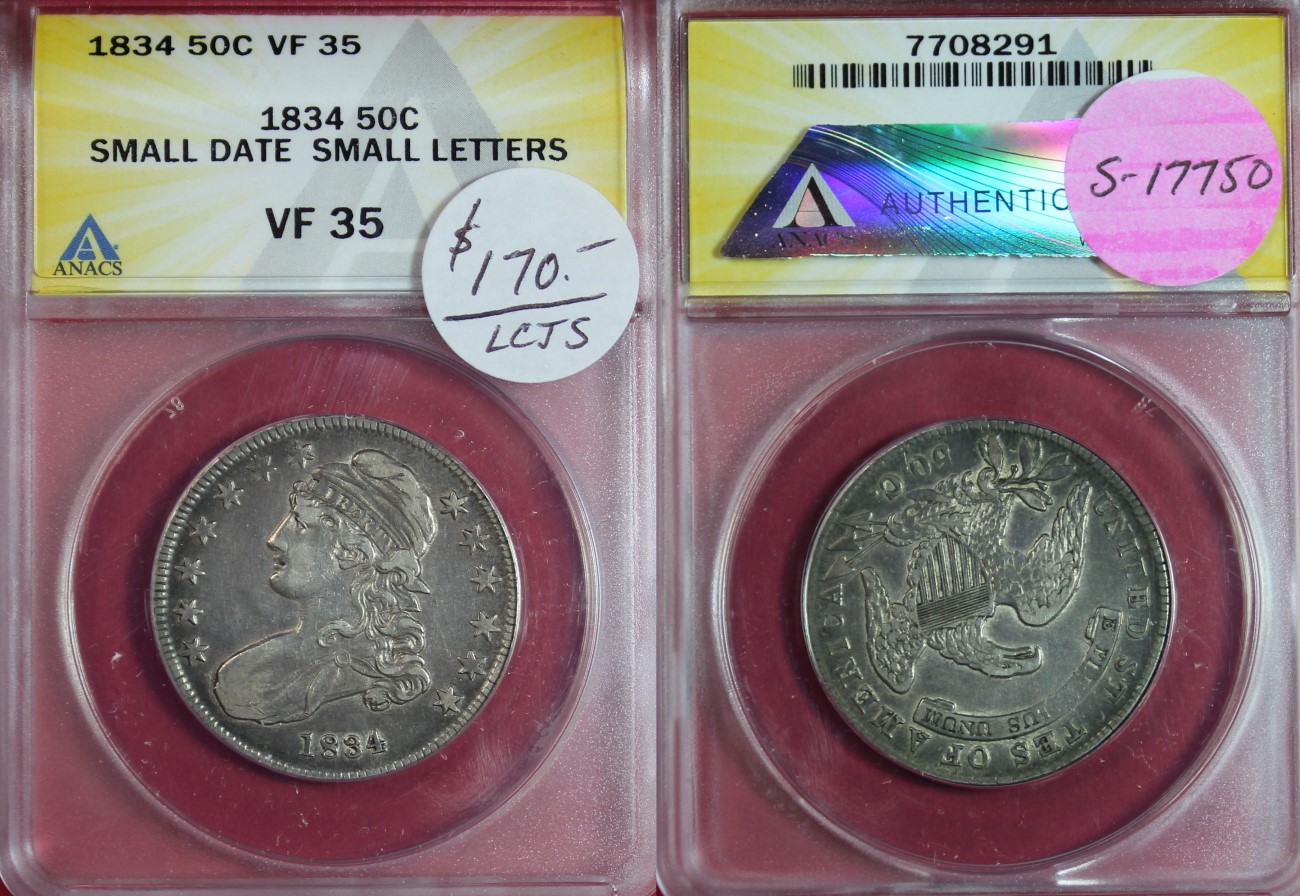 1834 50C VF 35
1834 50C
SMALL DATE SMALL LETTERS
VF 35
ANACS
$170.-
LCJS
LIBERTY
1834
7708291
ANACS
AUTHENTIC
S-17750
UNITED STATES OF AMERICA
E PLURIBUS UNUM
50 C.